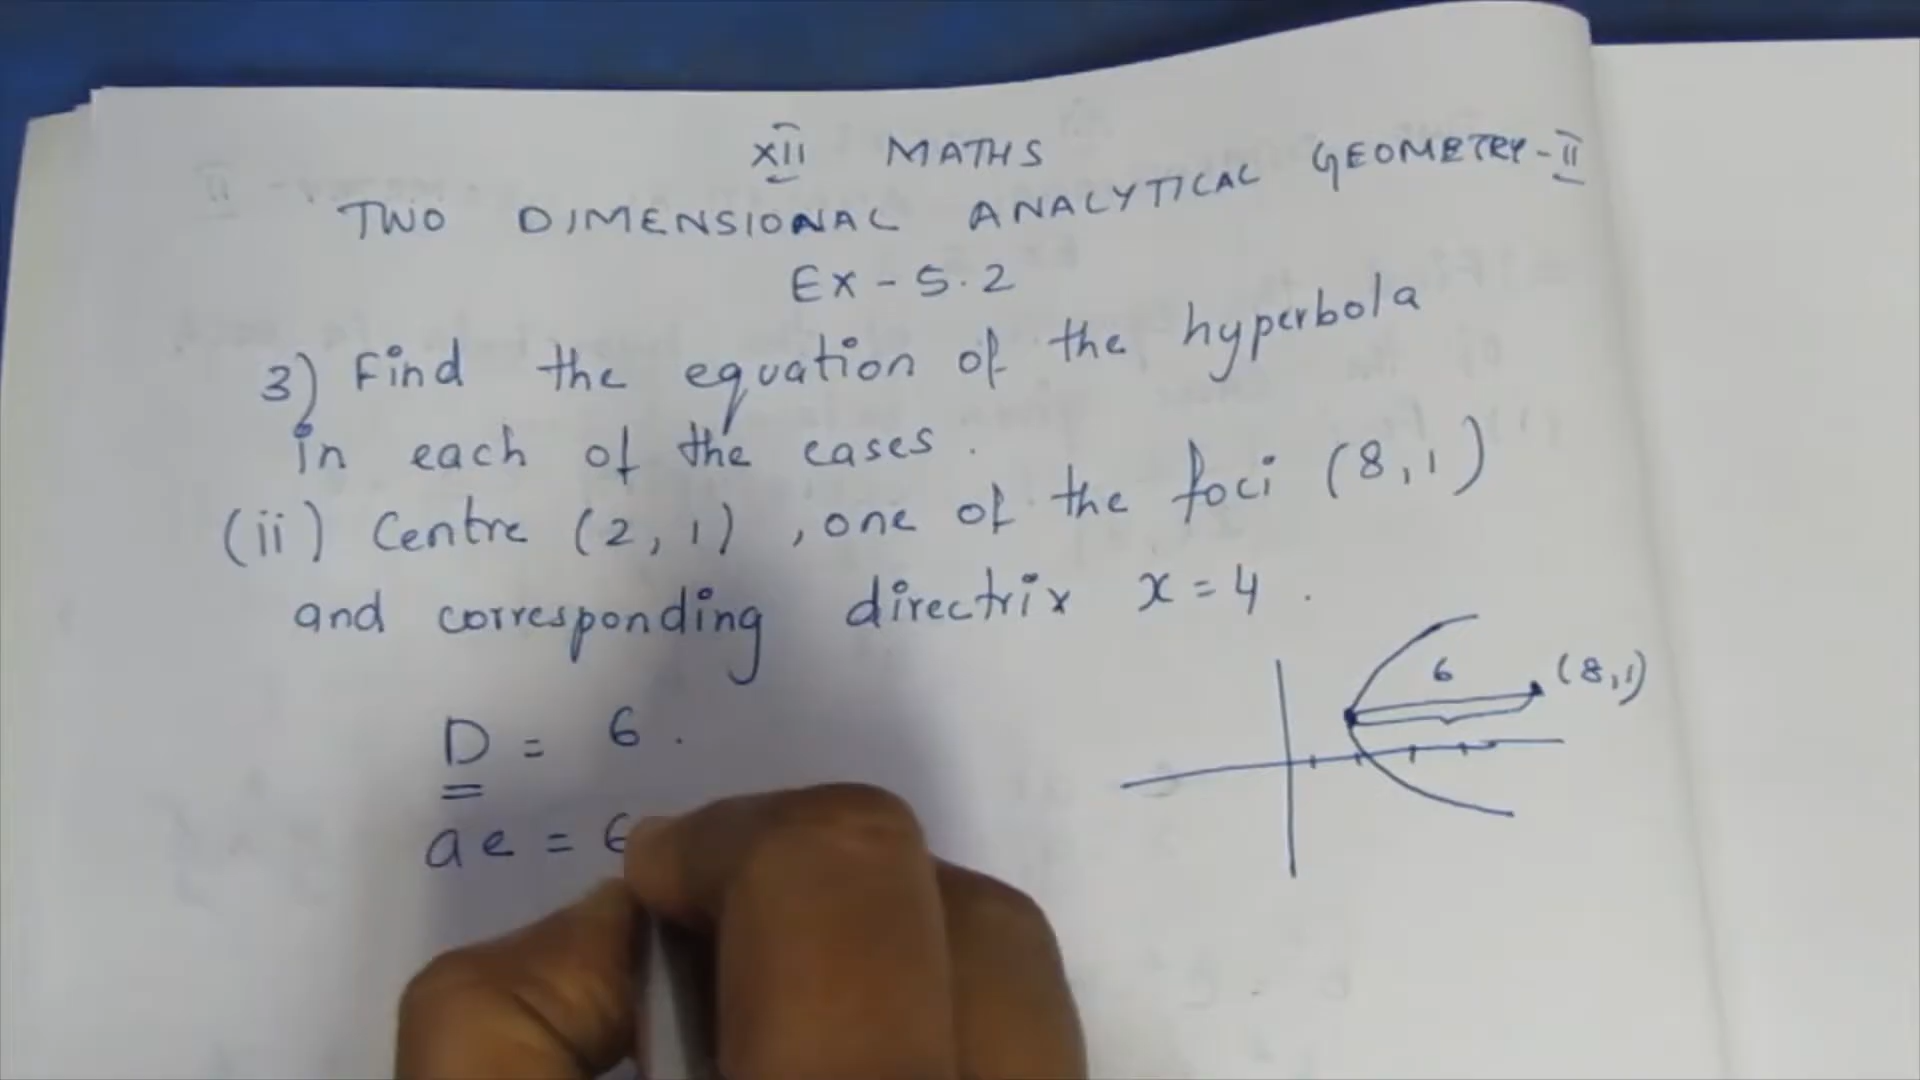 XII MATHS
TWO DIMENSIONAL ANALYTICAL GEOMETRY-II
Ex-5.2
3) Find the equation of the hyperbola
in each of the cases.
(ii) Centre (2,1), one of the foci (8,1)
and corresponding directrix x=4.
6 (8,1)
D = 6.
ae = 6